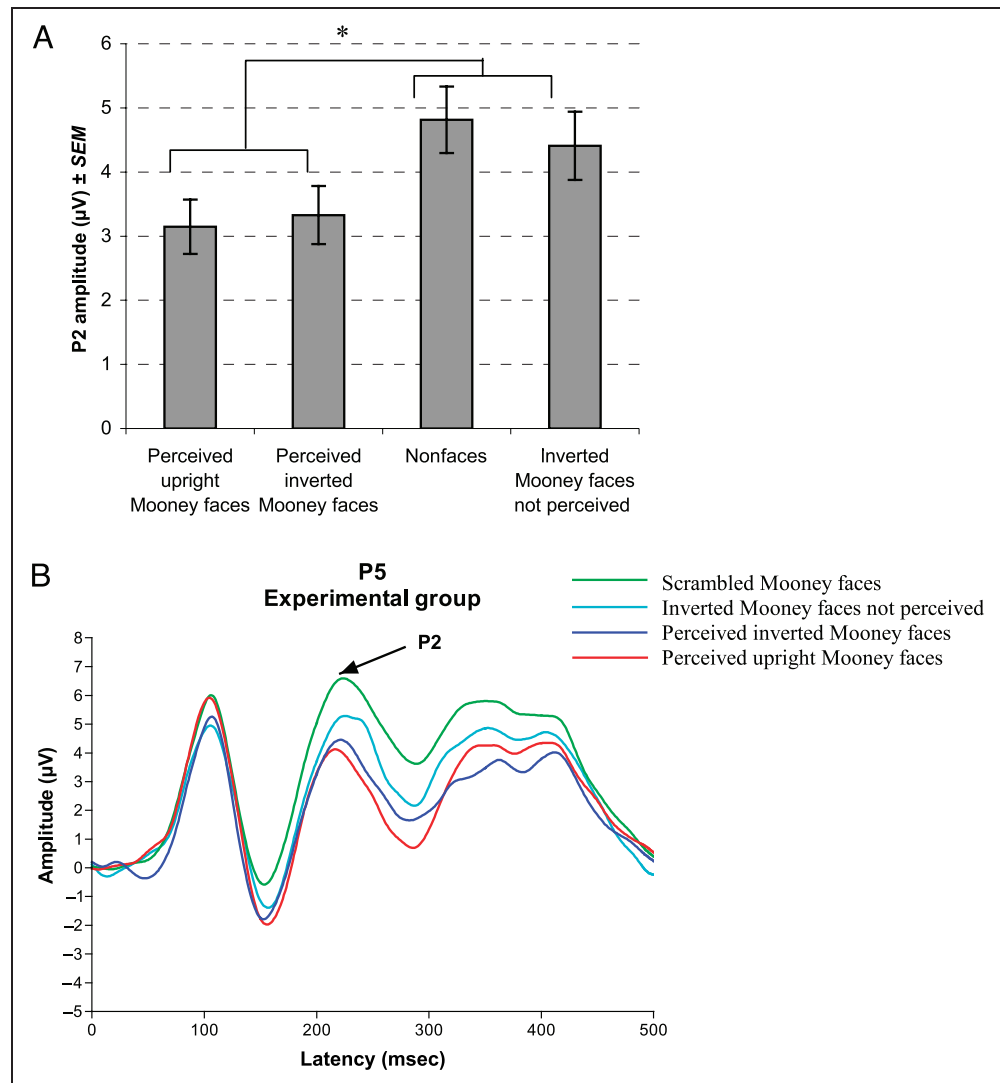 A
*
P2 amplitude (µV) ± SEM
6
5
4
3
2
1
0
Perceived
upright
Mooney faces
Perceived
inverted
Mooney faces
Nonfaces
Inverted
Mooney faces
not perceived
B
P5
Experimental group
Scrambled Mooney faces
Inverted Mooney faces not perceived
Perceived inverted Mooney faces
Perceived upright Mooney faces
P2
Amplitude (µV)
8
7
6
5
4
3
2
1
0
–1
–2
–3
–4
–5
0 100 200 300 400 500
Latency (msec)